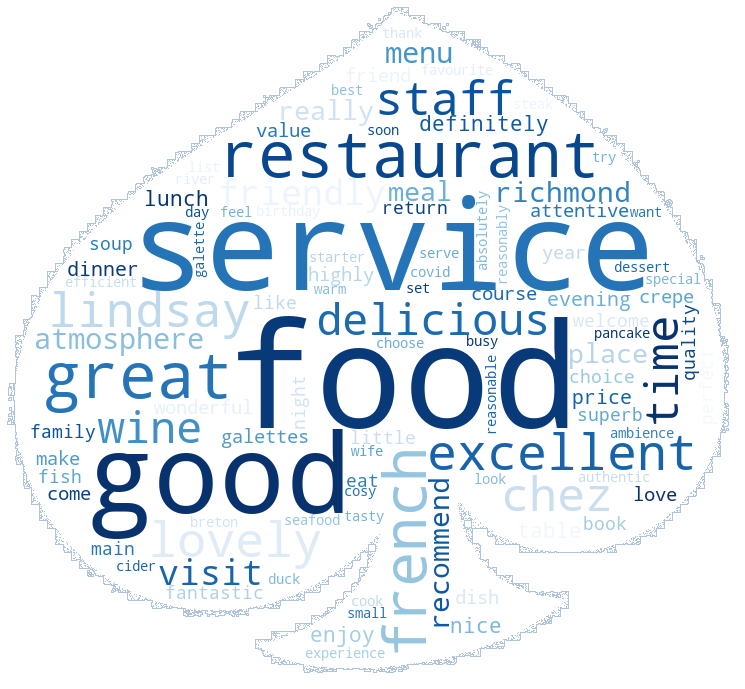 thank
menu
friend
favourite
best
staff
steak
really
definitely
value
soon
restaurant
try
list
river
friendly
meal
richmond
lunch
return
attentive
want
day
feel
birthday
absolutely
reasonably
galette
soup
service
dinner
starter
highly
serve
covid
year
dessert
special
efficient
warm
set
course
evening
crepe
lindsay
like
delicious
welcome
atmosphere
choose
busy
pancake
time
quality
great
food
place
reasonable
choice
perfect
wonderful
night
price
superb
wine
family
galettes
little
ambience
make
wife
excellent
fish
good
eat
look
authentic
come
cosy
chez
love
breton
seafood
tasty
french
recommend
table
book
main
lovely
cider
visit
duck
fantastic
cook
dish
small
enjoy
nice
experience